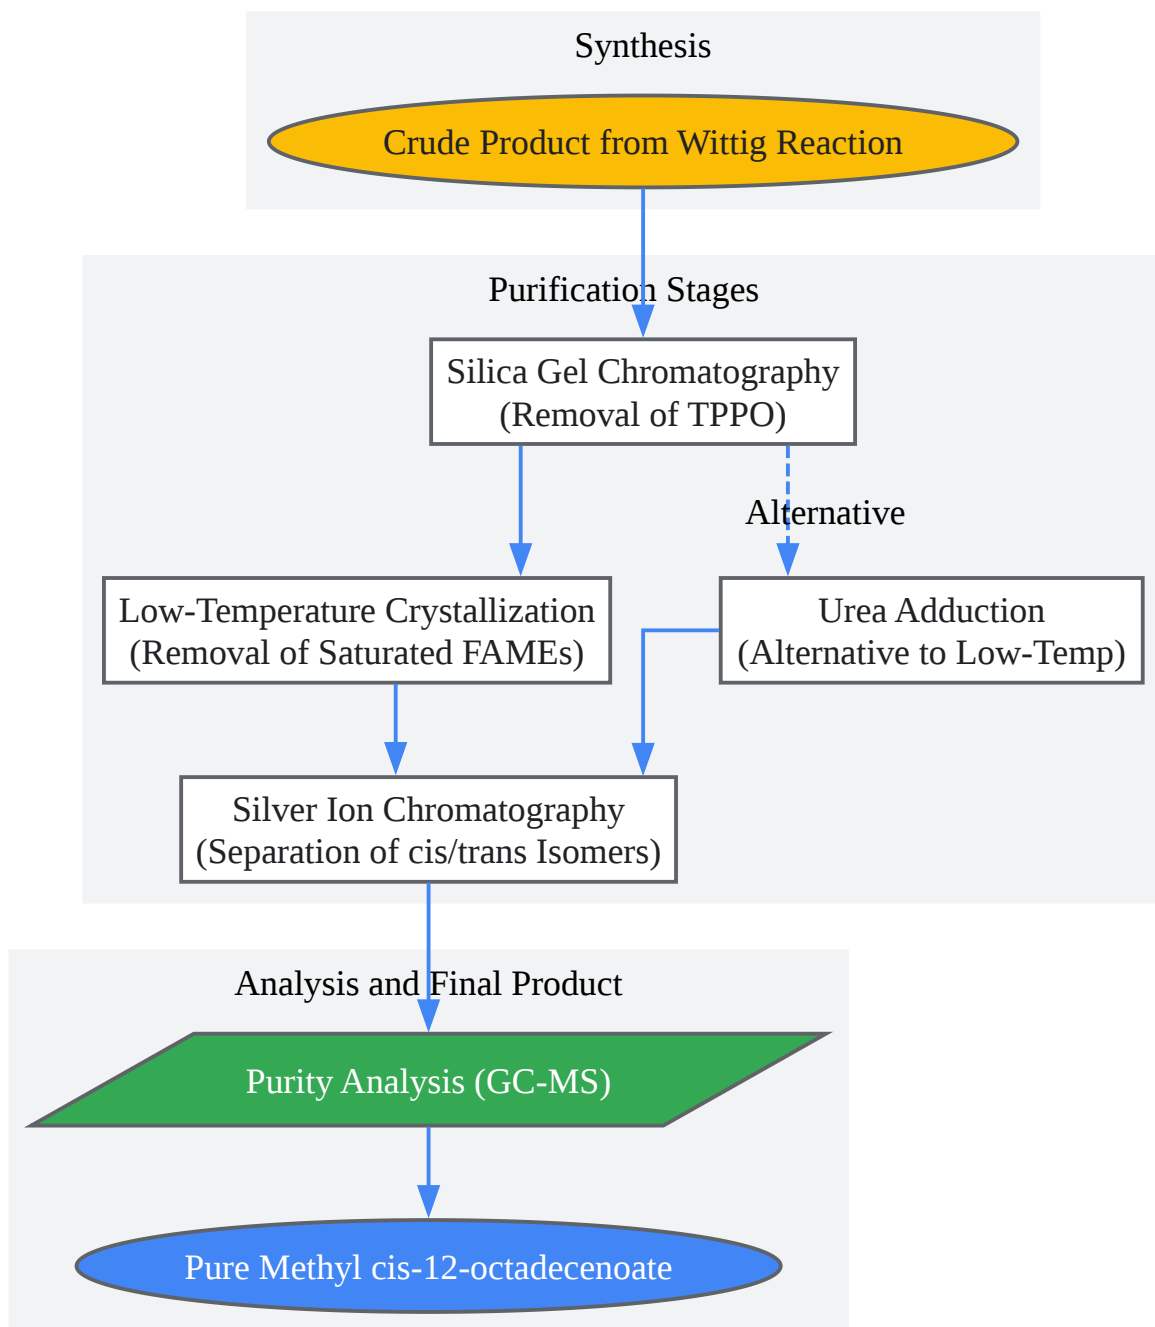 Synthesis
Crude Product from Wittig Reaction
Purification Stages
Silica Gel Chromatography
(Removal of TPPO)
Alternative
Low-Temperature Crystallization
(Removal of Saturated FAMEs)
Urea Adduction
(Alternative to Low-Temp)
Silver Ion Chromatography
(Separation of cis/trans Isomers)
Analysis and Final Product
Purity Analysis (GC-MS)
Pure Methyl cis-12-octadecenoate